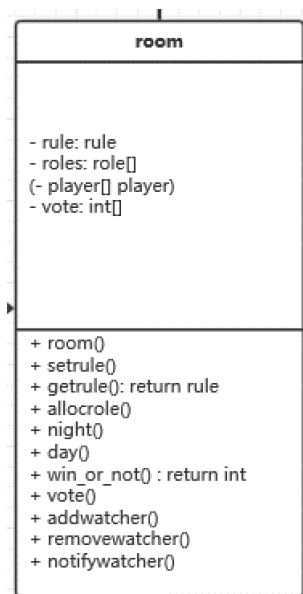 room
- rule: rule
- roles: role[]
(- player[] player)
- vote: int[]
+ room()
+ setrule()
+ getrule(): return rule
+ allocrole()
+ night()
+ day()
+ win_or_not() : return int
+ vote()
+ addwatcher()
+ removewatcher()
+ notifywatcher()